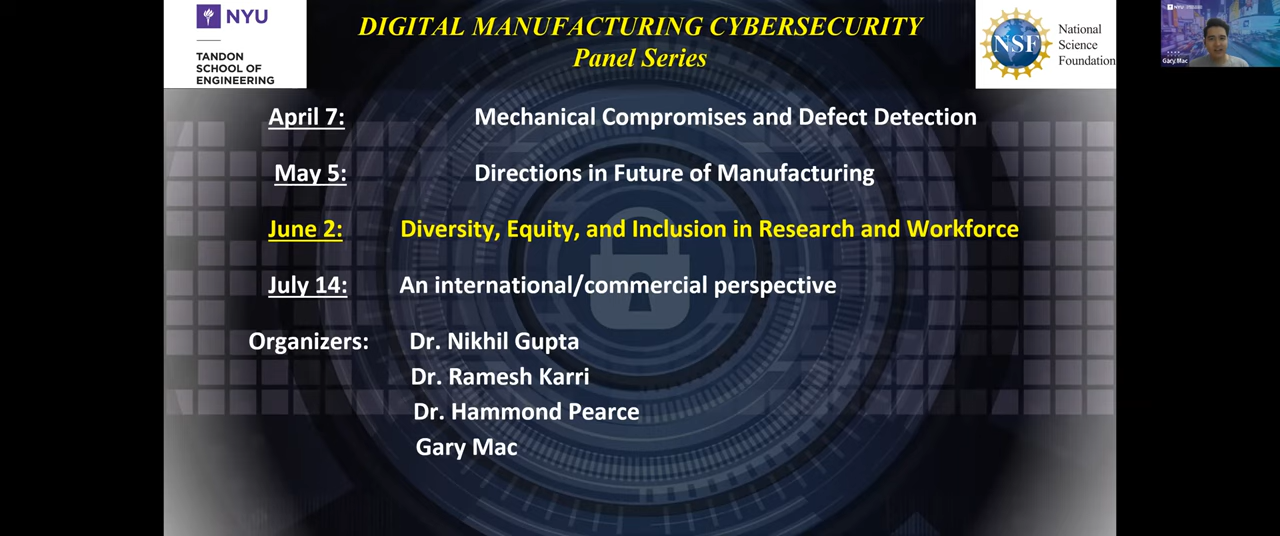 NYU
TANDON
SCHOOL OF
ENGINEERING
DIGITAL MANUFACTURING CYBERSECURITY
Panel Series
NSF
National
Science
Foundation
NYU
Gary Mac
April 7: Mechanical Compromises and Defect Detection
May 5: Directions in Future of Manufacturing
June 2: Diversity, Equity, and Inclusion in Research and Workforce
July 14: An international/commercial perspective
Organizers: Dr. Nikhil Gupta
Dr. Ramesh Karri
Dr. Hammond Pearce
Gary Mac